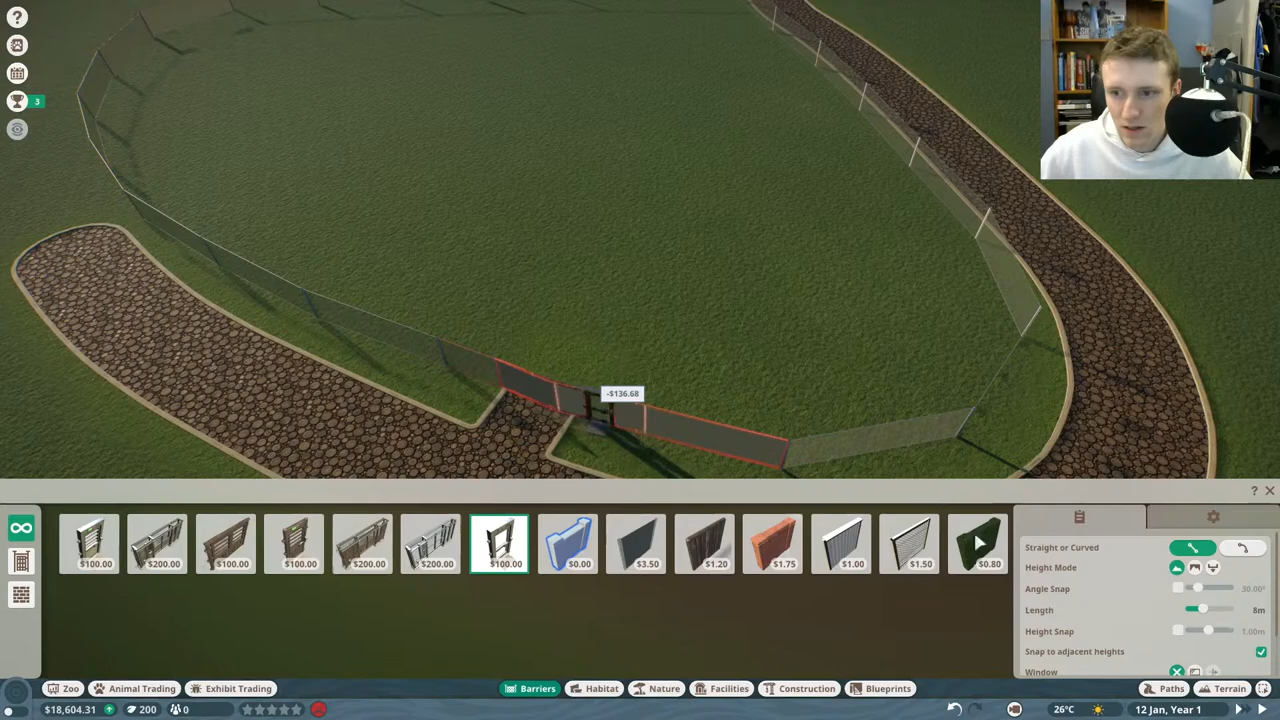 ?
3
-$136.68
?
$100.00
$200.00
$100.00
$100.00
$200.00
$200.00
$100.00
$0.00
$3.50
$1.20
$1.75
$1.00
$1.50
$0.80
Straight or Curved
Height Mode
Angle Snap
30.00°
Length
8m
Height Snap
1.00m
Snap to adjacent heights
Window
Zoo
Animal Trading
Exhibit Trading
Barriers
Habitat
Nature
Facilities
Construction
Blueprints
Paths
Terrain
$18,604.31
200
0
26°C
12 Jan, Year 1